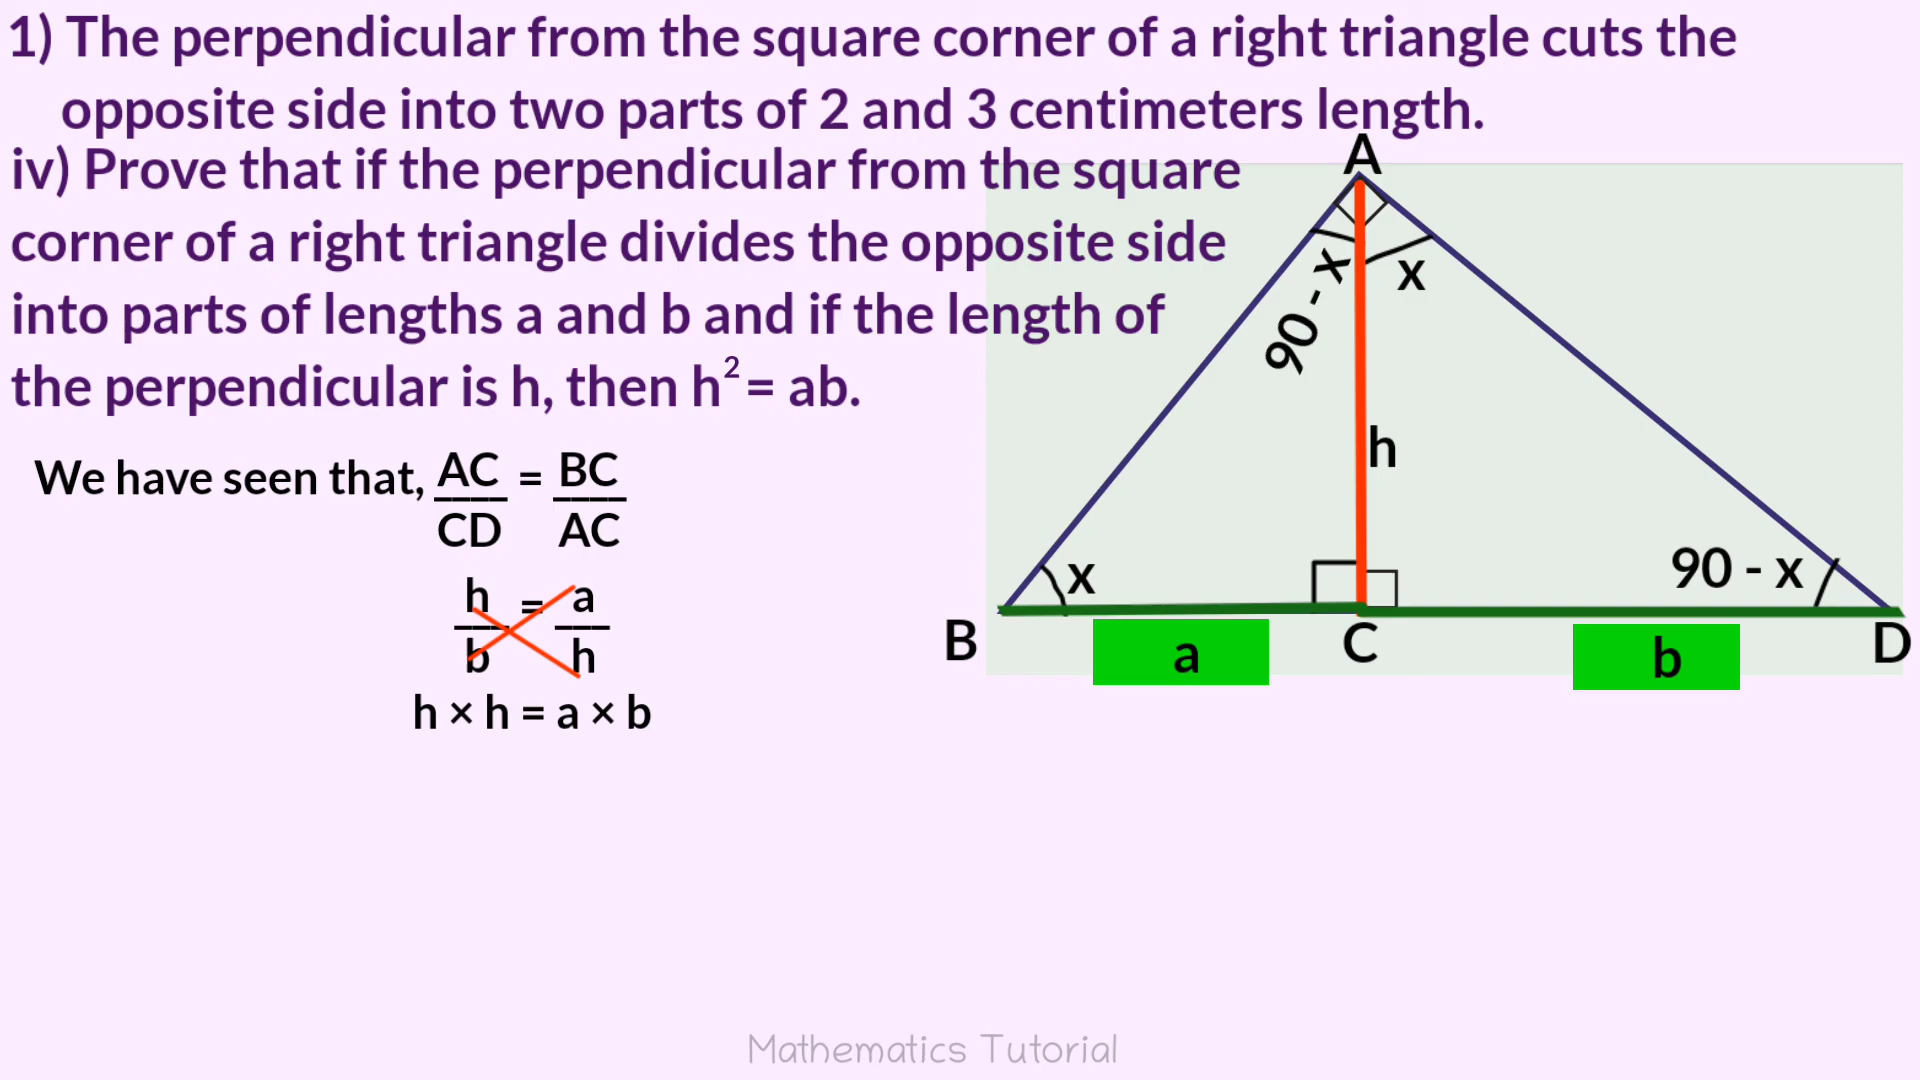 1) The perpendicular from the square corner of a right triangle cuts the
opposite side into two parts of 2 and 3 centimeters length.
iv) Prove that if the perpendicular from the square
corner of a right triangle divides the opposite side
into parts of lengths a and b and if the length of
the perpendicular is h, then h² = ab.
We have seen that, AC/CD = BC/AC
h/b = a/h
h × h = a × b
A
90 - x
x
h
x
90 - x
B
a
C
b
D
Mathematics Tutorial